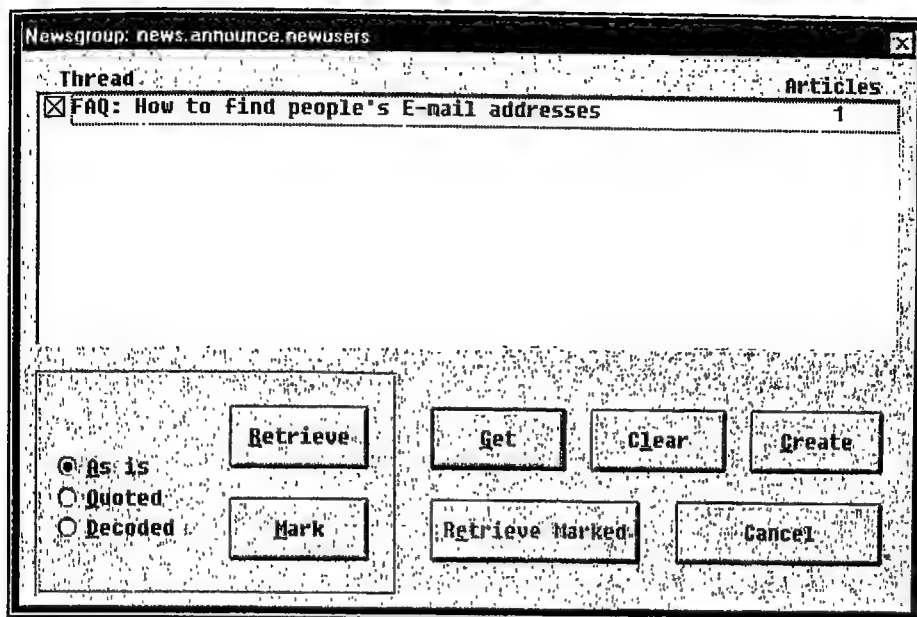 Newsgroup: news.announce.newusers
Thread Articles
FAQ: How to find people's E-mail addresses 1
Retrieve Get Clear Create
As is
Quoted
Decoded Mark Retrieve Marked Cancel